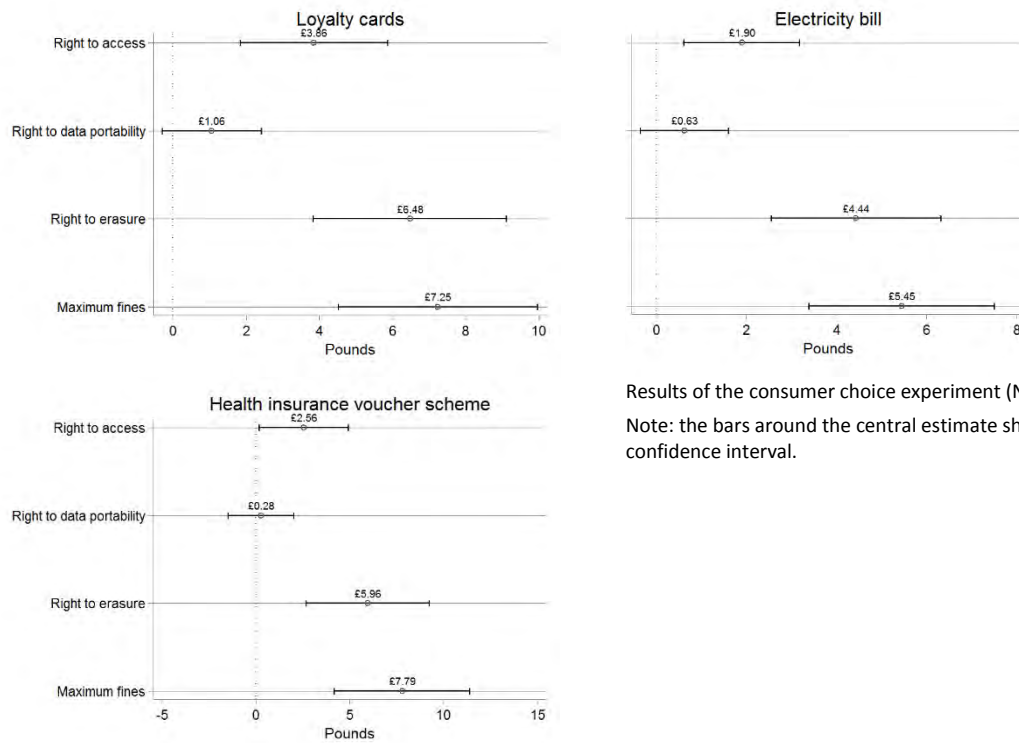 Loyalty cards
Right to access
£3.86
Right to data portability
£1.06
Right to erasure
£6.48
Maximum fines
£7.25
0 2 4 6 8 10
Pounds
Electricity bill
£1.90
£0.63
£4.44
£5.45
0 2 4 6 8
Pounds
Health insurance voucher scheme
Right to access
£2.56
Right to data portability
£0.28
Right to erasure
£5.96
Maximum fines
£7.79
-5 0 5 10 15
Pounds
Results of the consumer choice experiment (N
Note: the bars around the central estimate sh
confidence interval.